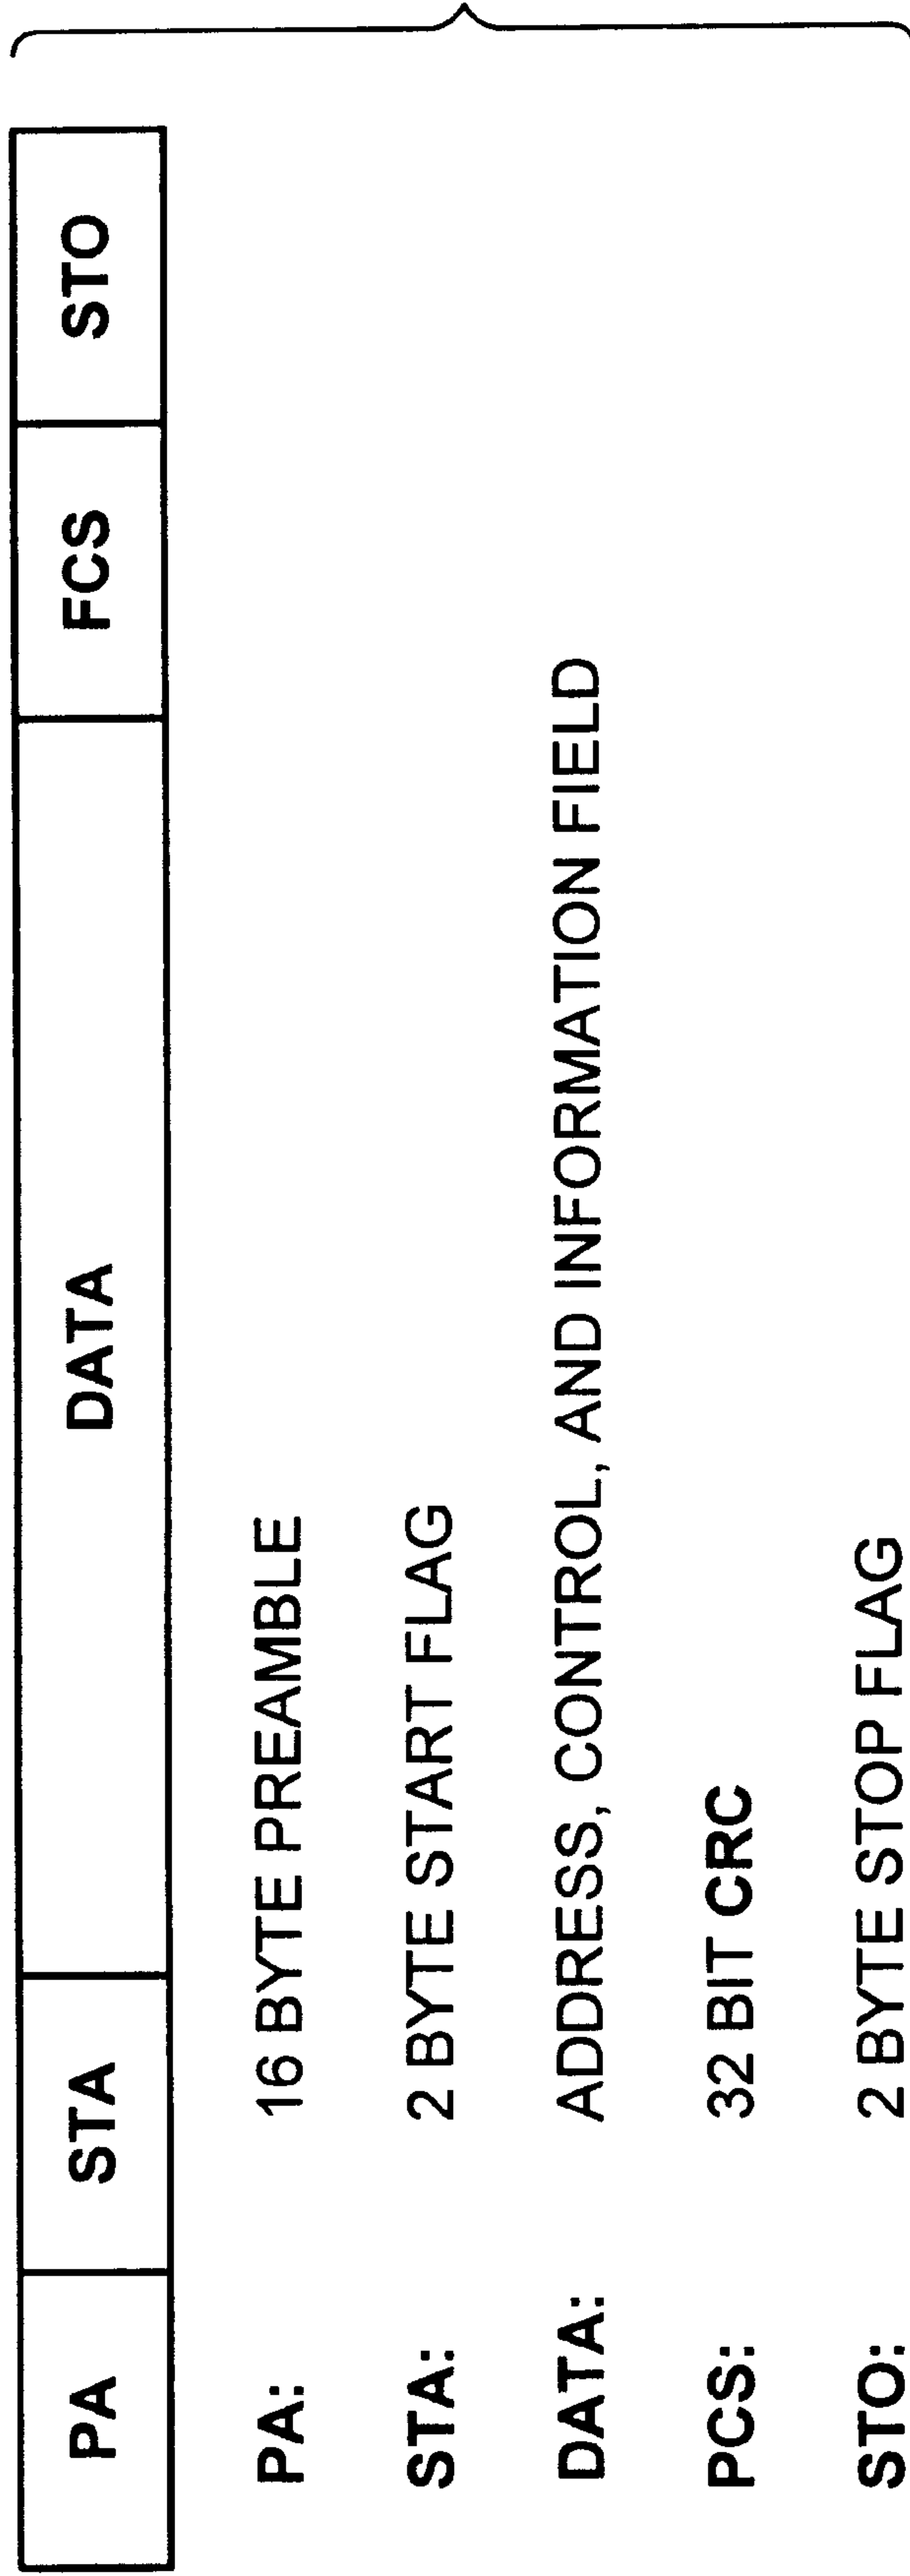 PA STA DATA FCS STO
PA: 16 BYTE PREAMBLE
STA: 2 BYTE START FLAG
DATA: ADDRESS, CONTROL, AND INFORMATION FIELD
PCS: 32 BIT CRC
STO: 2 BYTE STOP FLAG